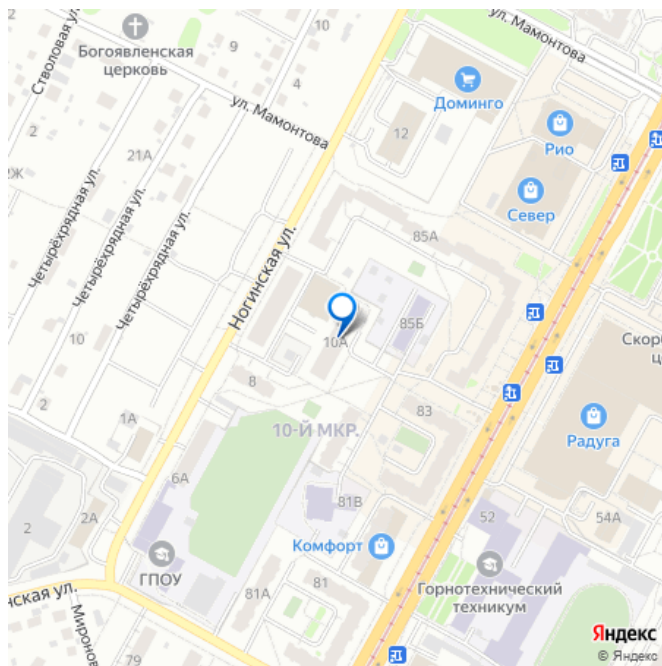 ул. Мамонтова
Стволовая ул.
9
Богоявленская
церковь
4
Доминго
ул. Мамонтова
12
Рио
2
21А
2Ж
Север
Четырёхрядная ул.
Четырёхрядная ул.
Четырёхрядная ул.
Ногинская ул.
85А
10
10А
85Б
Скорб
ц
8
2
83
1А
10-Й МКР.
Радуга
6А
81В
2
2А
52
54А
Комфорт
ГПОУ
81
Горнотехнический
техникум
нская ул.
81А
Миронов
79
Яндекс
© Яндекс